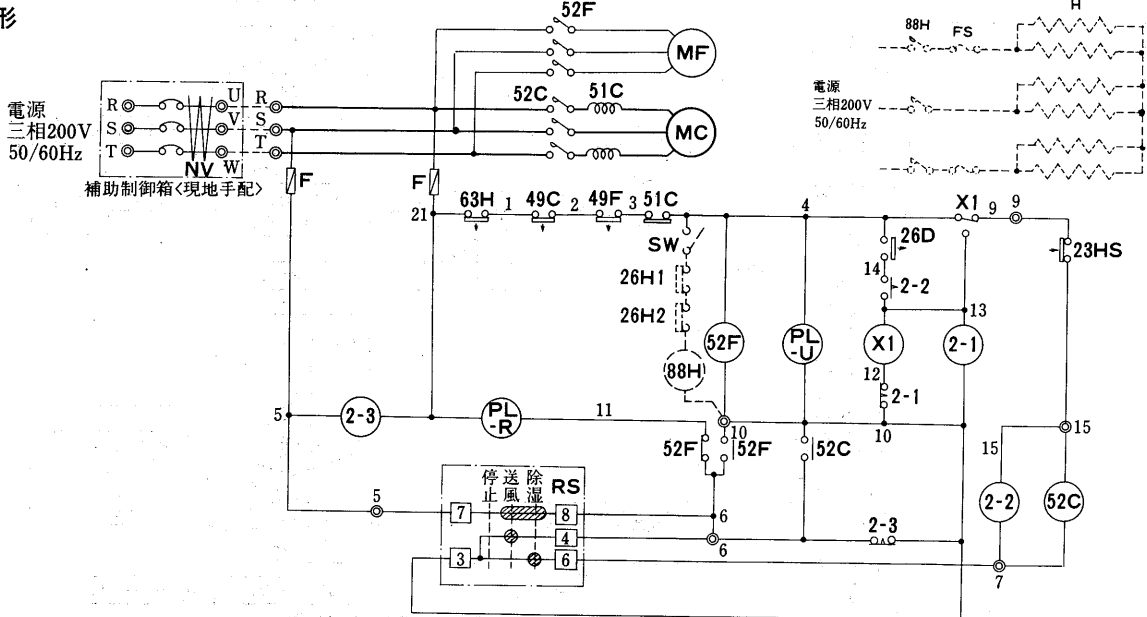 形
52F
MF
52C
51C
MC
電源
三相200V
50/60Hz
R
S
T
NV
U
V
W
R
S
T
補助制御箱<現地手配>
F
F
88H
FS
H
電源
三相200V
50/60Hz
21
63H
1
49C
2
49F
3
51C
4
X1
9
9
SW
26H1
26H2
88H
52F
PL-U
26D
14
2-2
X1
12
2-1
13
2-1
23HS
5
2-3
PL-R
11
10
10
52F
52F
52C
15
15
2-2
52C
停止
送風
除湿
RS
5
7
8
6
4
6
2-3
3
6
7